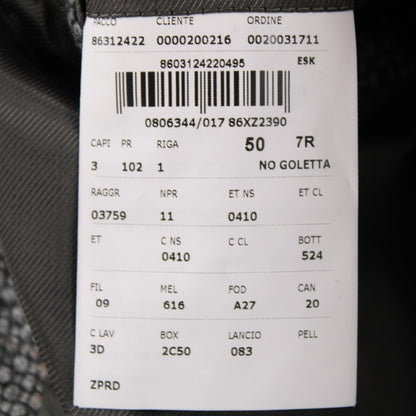 PACCO CLIENTE ORDINE
86312422 0000200216 0020031711
8603124220495 ESK
0806344/017 86XZ2390
CAPI PR RIGA 50 7R
3 102 1 NO GOLETTA
RAGGR NPR ET NS ET CL
03759 11 0410
ET C NS C CL BOTT
0410 524
FIL MEL FOD CAN
09 616 A27 20
C LAV BOX LANCIO PELL
3D 2C50 083
ZPRD